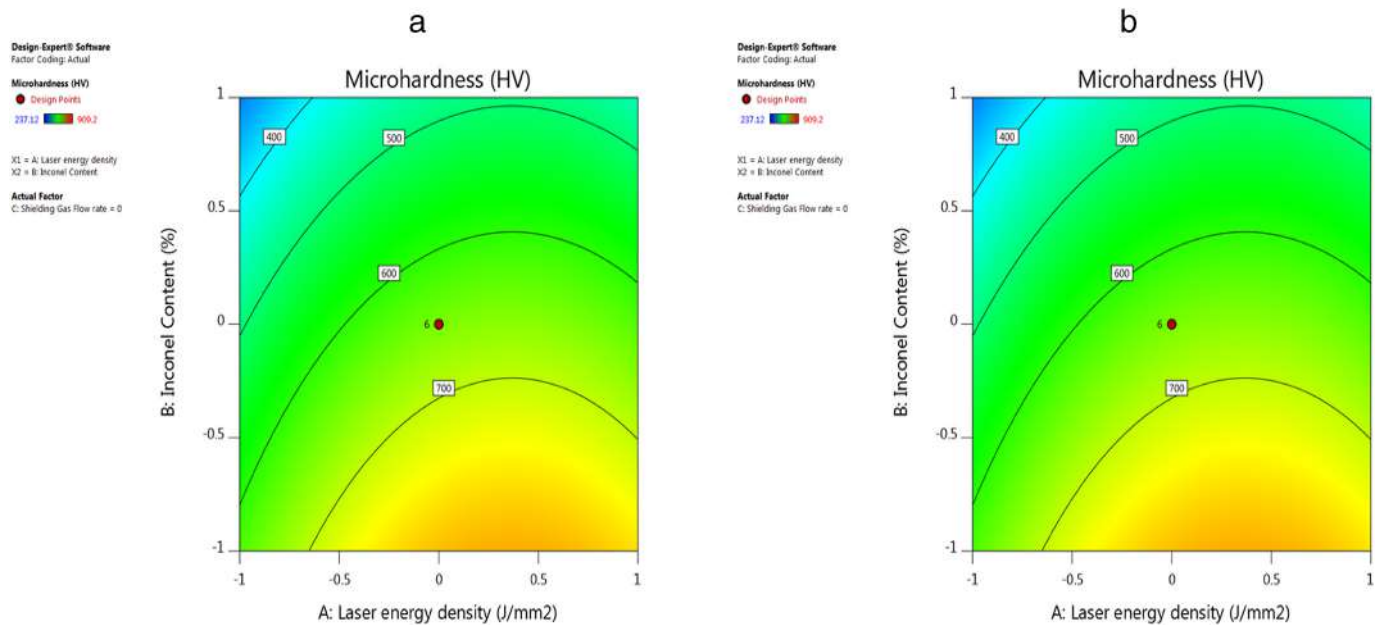 a
Design-Expert® Software
Factor Coding: Actual
Microhardness (HV)
Design Points
237.12 909.2
X1 = A: Laser energy density
X2 = B: Inconel Content
Actual Factor
C: Shielding Gas Flow rate = 0
Microhardness (HV)
1
0.5
0
-0.5
-1
B: Inconel Content (%)
400
500
600
6
700
-1 -0.5 0 0.5 1
A: Laser energy density (J/mm2)
b
Design-Expert® Software
Factor Coding: Actual
Microhardness (HV)
Design Points
237.12 909.2
X1 = A: Laser energy density
X2 = B: Inconel Content
Actual Factor
C: Shielding Gas Flow rate = 0
Microhardness (HV)
1
0.5
0
-0.5
-1
B: Inconel Content (%)
400
500
600
6
700
-1 -0.5 0 0.5 1
A: Laser energy density (J/mm2)